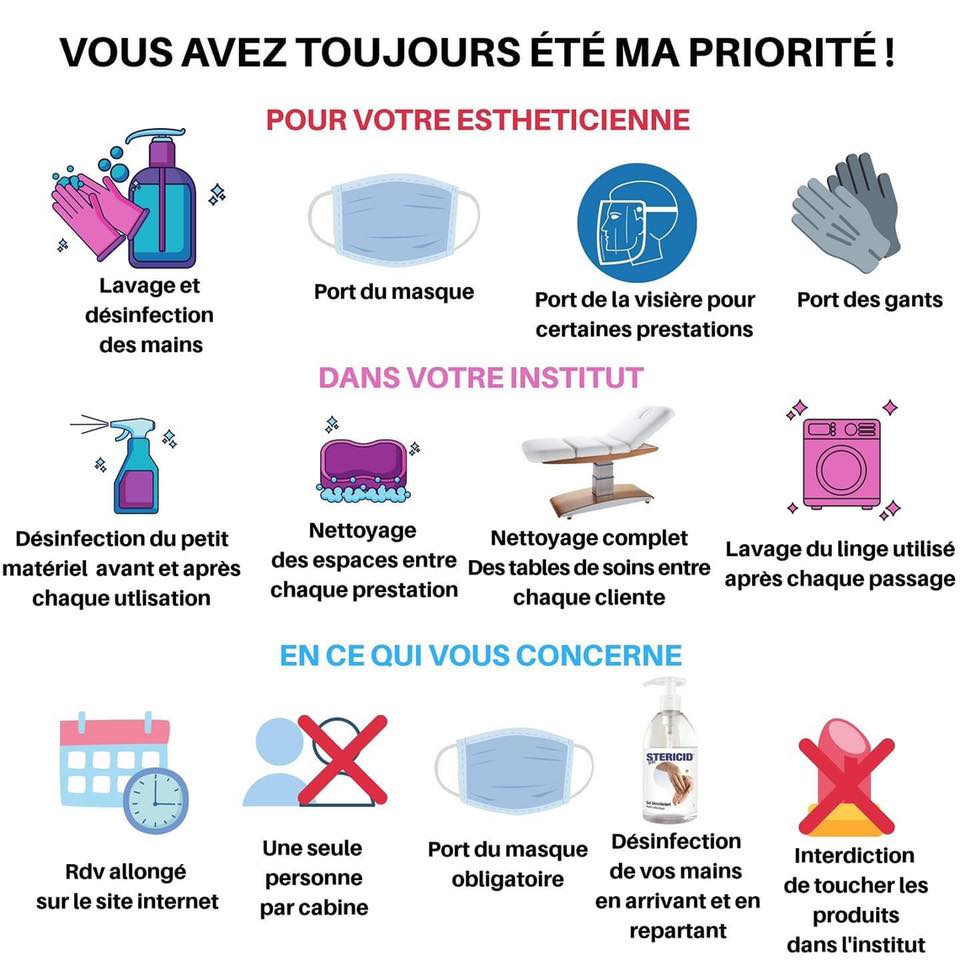 VOUS AVEZ TOUJOURS ÉTÉ MA PRIORITÉ !
POUR VOTRE ESTHETICIENNE
Lavage et
désinfection
des mains
Port du masque
Port de la visière pour
certaines prestations
Port des gants
DANS VOTRE INSTITUT
Désinfection du petit
matériel avant et après
chaque utlisation
Nettoyage
des espaces entre
chaque prestation
Nettoyage complet
Des tables de soins entre
chaque cliente
Lavage du linge utilisé
après chaque passage
EN CE QUI VOUS CONCERNE
Rdv allongé
sur le site internet
Une seule
personne
par cabine
Port du masque
obligatoire
STERICID
Désinfection
de vos mains
en arrivant et en
repartant
Interdiction
de toucher les
produits
dans l'institut